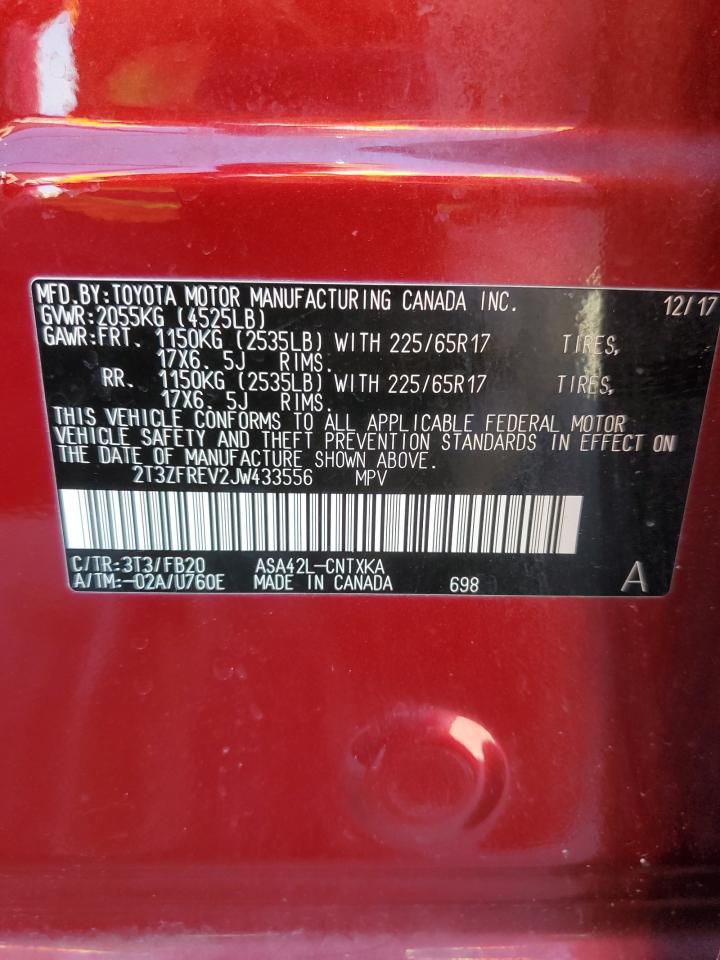 MFD.BY:TOYOTA MOTOR MANUFACTURING CANADA INC. 12/17
GVWR:2055KG (4525LB)
GAWR:FRT. 1150KG (2535LB) WITH 225/65R17 TIRES,
17X6. 5J RIMS.
RR. 1150KG (2535LB) WITH 225/65R17 TIRES,
17X6. 5J RIMS.
THIS VEHICLE CONFORMS TO ALL APPLICABLE FEDERAL MOTOR
VEHICLE SAFETY AND THEFT PREVENTION STANDARDS IN EFFECT ON
THE DATE OF MANUFACTURE SHOWN ABOVE.
2T3ZFREV2JW433556 MPV
C/TR:3T3/FB20 ASA42L-CNTXKA
A/TM:-02A/U760E MADE IN CANADA 698 A